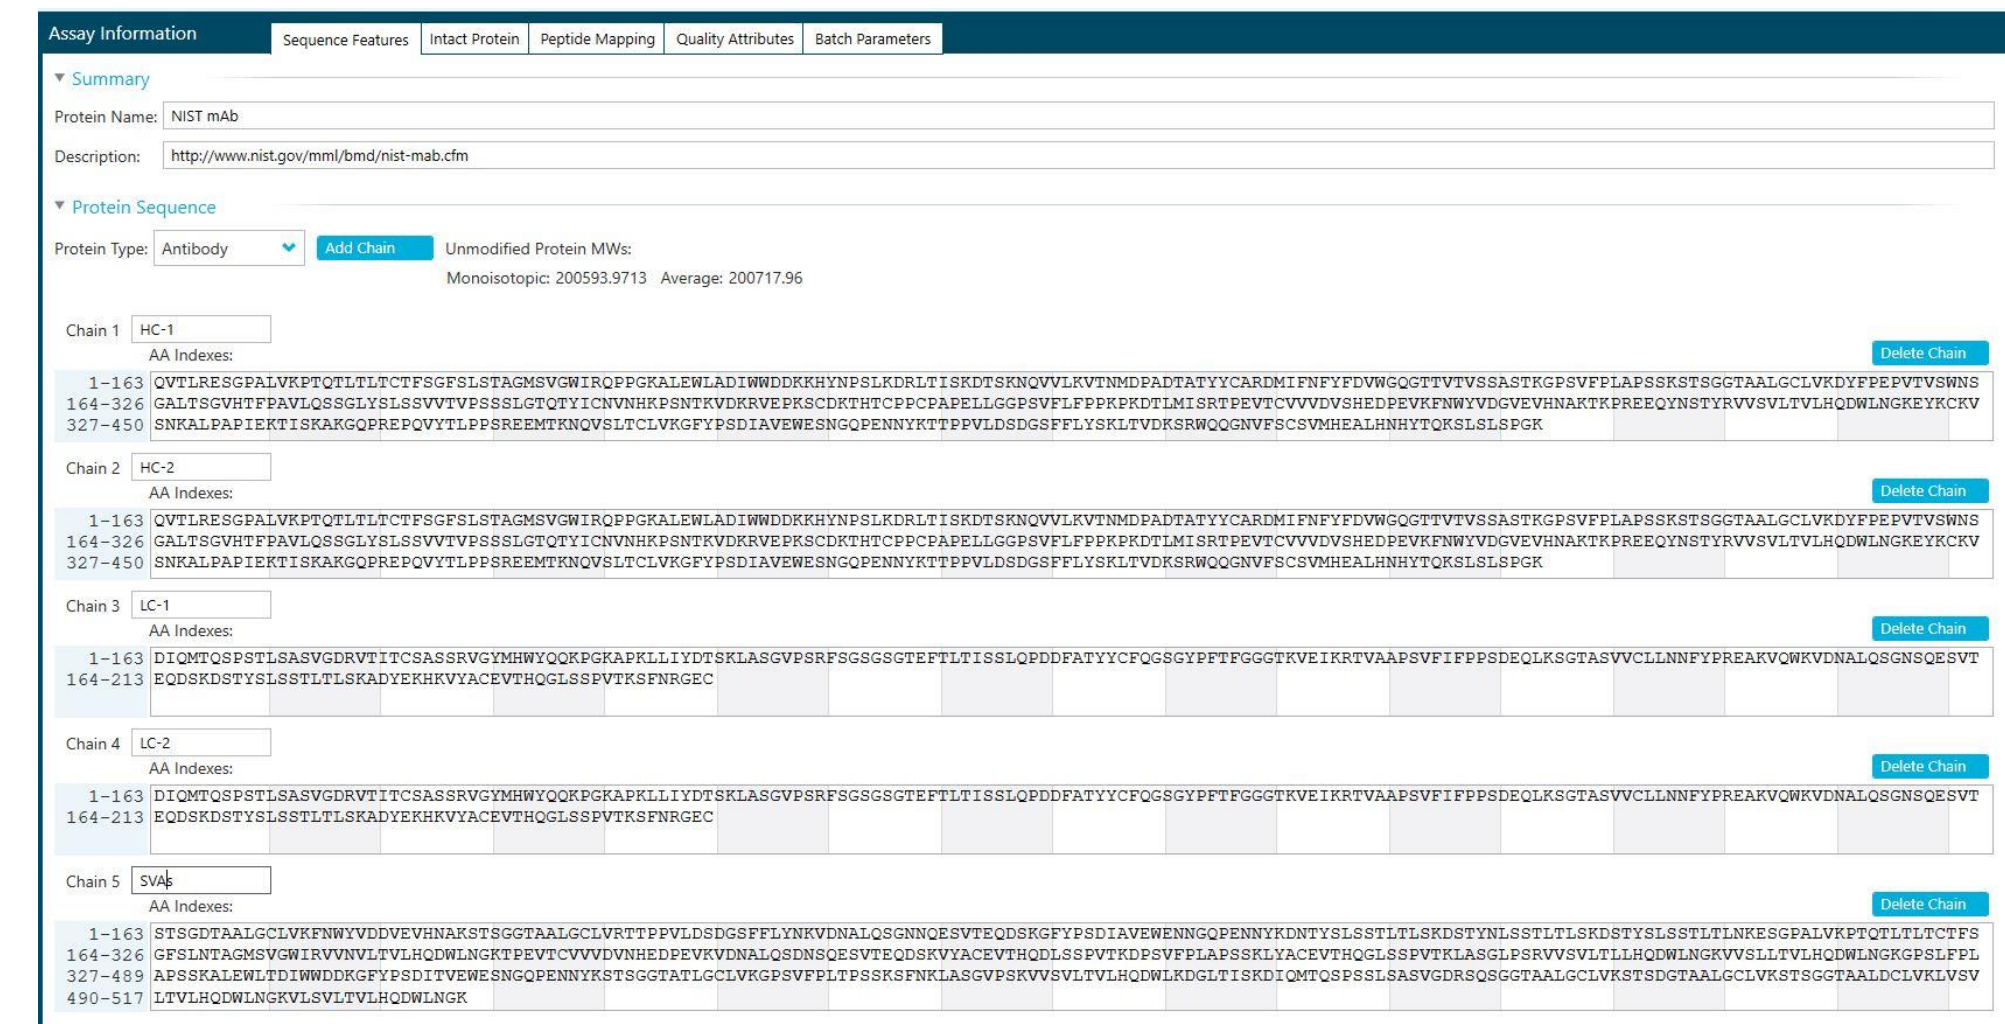 Assay Information
Sequence Features
Intact Protein
Peptide Mapping
Quality Attributes
Batch Parameters
Summary
Protein Name: NIST mAb
Description: http://www.nist.gov/mml/bmd/nist-mab.cfm
Protein Sequence
Protein Type: Antibody
Add Chain
Unmodified Protein MWs:
Monoisotopic: 200593.9713 Average: 200717.96
Chain 1 HC-1
AA Indexes:
Delete Chain
1-163 QVTLRESGPALVKPTQTLTLTCTFSGFSLSTAGMSVGWIRQPPGKALEWLADIWWDDKKHYNPSLKDRLTISKDTSKNQVVLKVTNMDPADTATYYCARDMIFNFYFDVWGQGTTVTVSSASTKGPSVFPLAPSSKSTSGGTAALGCLVKDYFPEPVTVSWNS
164-326 GALTSGVHTFPAVLQSSGLYSLSSVVTVPSSSLGTQTYICNVNHKPSNTKVDKRVEPKSCDKTHTCPPCPAPELLGGPSVFLFPPKPKDTLMISRTPEVTCVVVDVSHEDPEVKFNWYVDGVEVHNAKTKPREEQYNSTYRVVSVLTVLHQDWLNGKEYKCKV
327-450 SNKALPAPIEKTISKAKGQPREPQVYTLPPSREEMTKNQVSLTCLVKGFYPSDIAVEWESNGQPENNYKTTPPVLDSDGSFFLYSKLTVDKSRWQQGNVFSCSVMHEALHNHYTQKSLSLSPGK
Chain 2 HC-2
AA Indexes:
Delete Chain
1-163 QVTLRESGPALVKPTQTLTLTCTFSGFSLSTAGMSVGWIRQPPGKALEWLADIWWDDKKHYNPSLKDRLTISKDTSKNQVVLKVTNMDPADTATYYCARDMIFNFYFDVWGQGTTVTVSSASTKGPSVFPLAPSSKSTSGGTAALGCLVKDYFPEPVTVSWNS
164-326 GALTSGVHTFPAVLQSSGLYSLSSVVTVPSSSLGTQTYICNVNHKPSNTKVDKRVEPKSCDKTHTCPPCPAPELLGGPSVFLFPPKPKDTLMISRTPEVTCVVVDVSHEDPEVKFNWYVDGVEVHNAKTKPREEQYNSTYRVVSVLTVLHQDWLNGKEYKCKV
327-450 SNKALPAPIEKTISKAKGQPREPQVYTLPPSREEMTKNQVSLTCLVKGFYPSDIAVEWESNGQPENNYKTTPPVLDSDGSFFLYSKLTVDKSRWQQGNVFSCSVMHEALHNHYTQKSLSLSPGK
Chain 3 LC-1
AA Indexes:
Delete Chain
1-163 DIQMTQSPSTLSASVGDRVTITCSASSRVGYMHWYQQKPGKAPKLLIYDTSKLASGVPSRFSGSGSGTEFTLTISSLQPDDFATYYCFQGSGYPFTFGGGTKVEIKRTVAAPSVFIFPPSDEQLKSGTASVVCLLNNFYPREAKVQWKVDNALQSGNSQESVT
164-213 EQDSKDSTYSLSSTLTLSKADYEKHKVYACEVTHQGLSSPVTKSFNRGEC
Chain 4 LC-2
AA Indexes:
Delete Chain
1-163 DIQMTQSPSTLSASVGDRVTITCSASSRVGYMHWYQQKPGKAPKLLIYDTSKLASGVPSRFSGSGSGTEFTLTISSLQPDDFATYYCFQGSGYPFTFGGGTKVEIKRTVAAPSVFIFPPSDEQLKSGTASVVCLLNNFYPREAKVQWKVDNALQSGNSQESVT
164-213 EQDSKDSTYSLSSTLTLSKADYEKHKVYACEVTHQGLSSPVTKSFNRGEC
Chain 5 SVAs
AA Indexes:
Delete Chain
1-163 STSGDTAALGCLVKFNWYVDDVEVHNAKSTSGGTAALGCLVRTTPPVLDSDGSFFLYNKVDNALQSGNNQESVTEQDSKGFYPSDIAVEWENNGQPENNYKDNTYSLSSTLTLSKDSTYNLSSTLTLSKDSTYSLSSTLTLNKESGPALVKPTQTLTLTCTFS
164-326 GFSLNTAGMSVGWIRVVNVLTVLHQDWLNGKTPEVTCVVVDVNHEDPEVKVDNALQSDNSQESVTEQDSKVYACEVTHQDLSSPVTKDPSVFPLAPSSKLYACEVTHQGLSSPVTKLASGLPSRVVSVLTLLHQDWLNGKVVSLLTVLHQDWLNGKGPSLFPL
327-489 APSSKALEWLTDIWWDDKGFYPSDITVEWESNGQPENNYKSTSGGTATLGCLVKGPSVFPLTPSSKSFNKLASGVPSKVVSVLTVLHQDWLKDGLTISKDIQMTQSPSSLSASVGDRSQSGGTAALGCLVKSTSDGTAALGCLVKSTSGGTAALDCLVKLVSV
490-517 LTVLHQDWLNGKVLSVLTVLHQDWLNGK